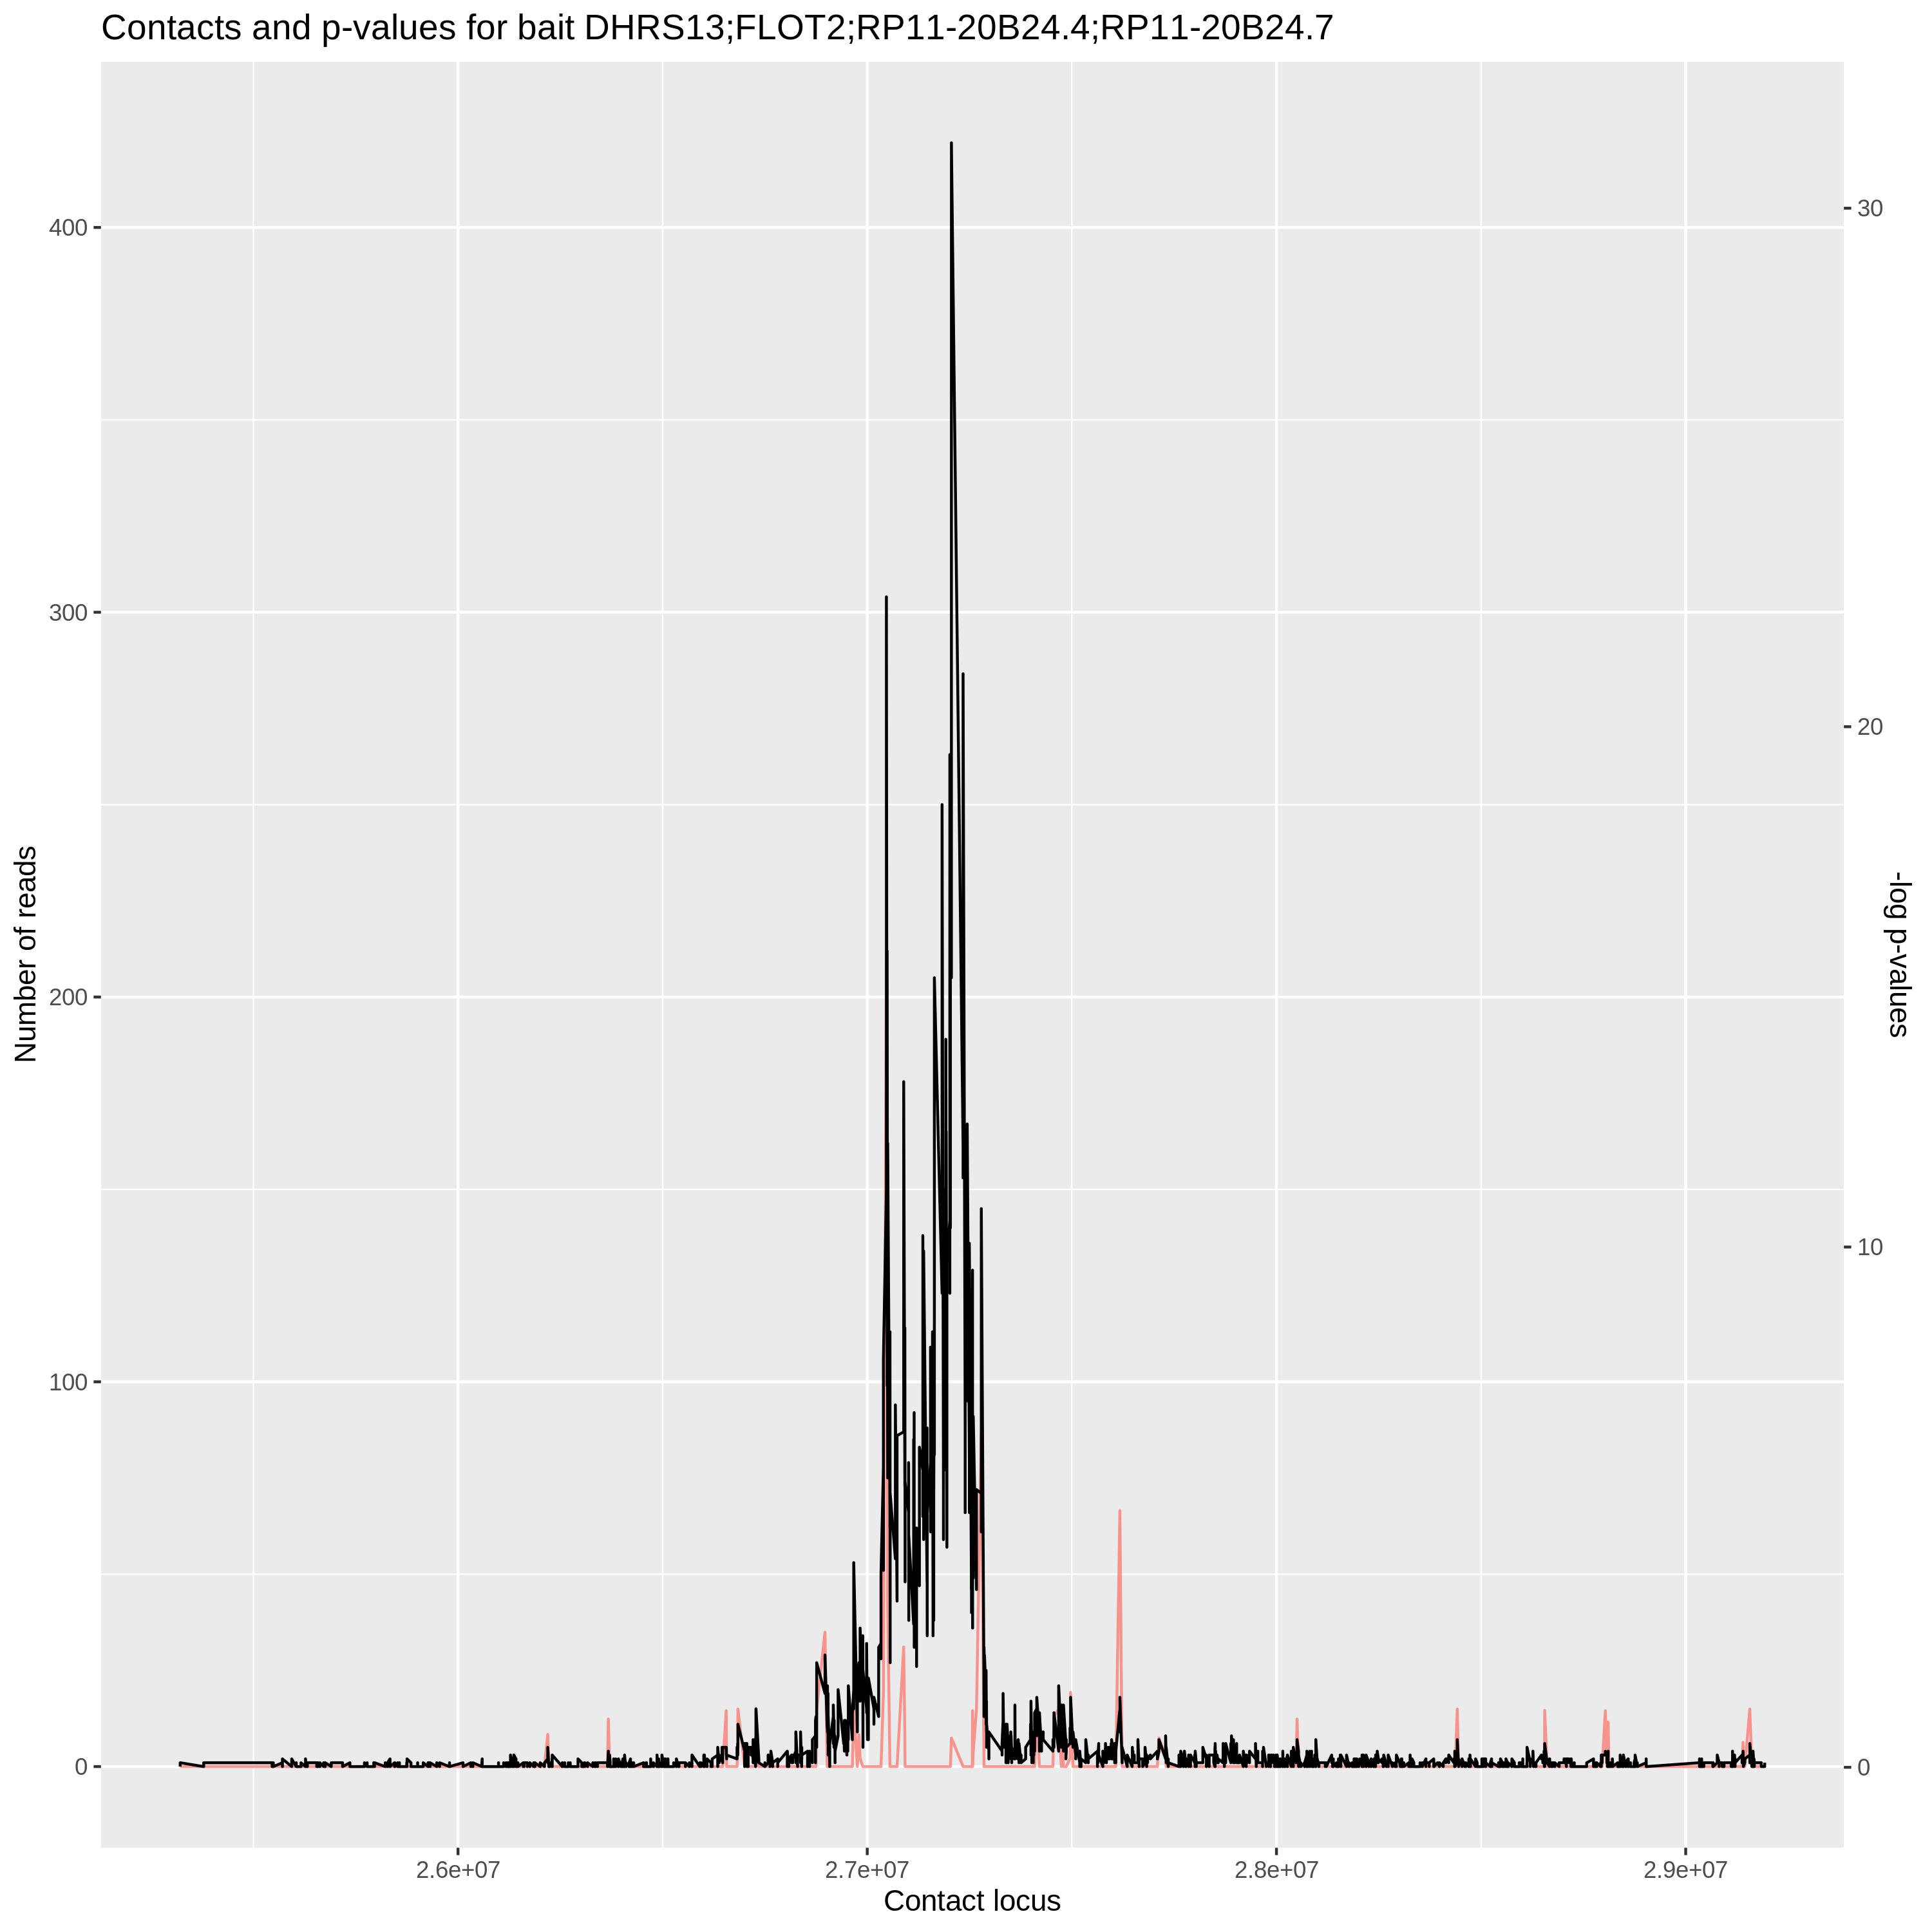 Contacts and p-values for bait DHRS13;FLOT2;RP11-20B24.4;RP11-20B24.7
400
300
200
100
0
Number of reads
30
20
10
0
-log p-values
2.6e+07
2.7e+07
2.8e+07
2.9e+07
Contact locus